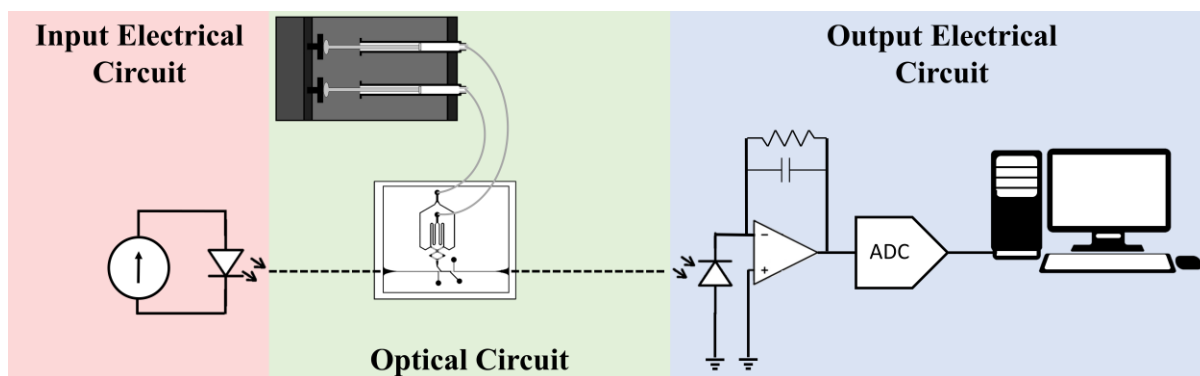 Input Electrical
Circuit
Output Electrical
Circuit
−
+
ADC
Optical Circuit